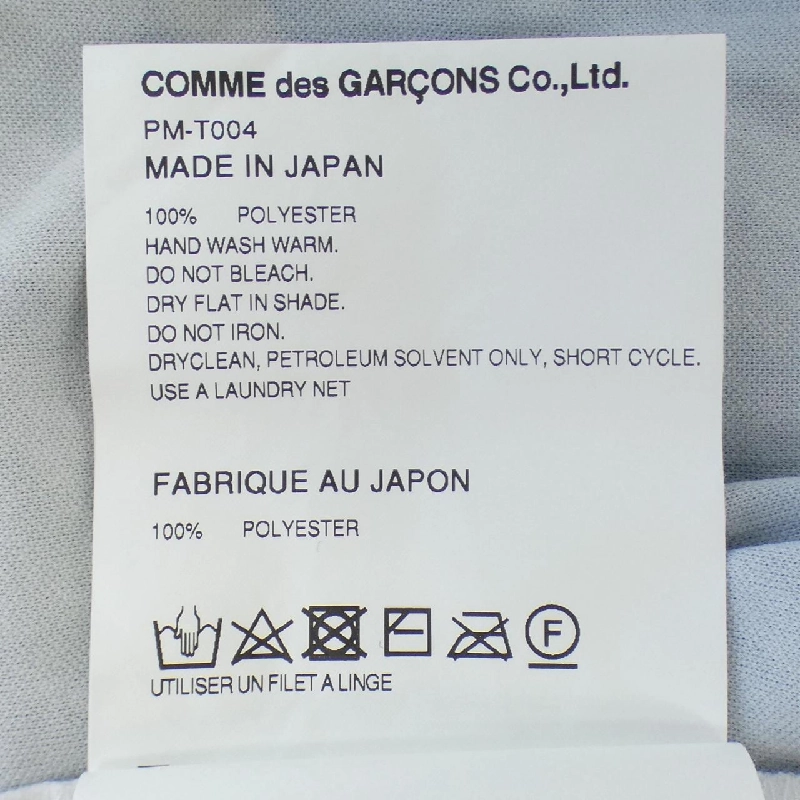 COMME des GARÇONS Co.,Ltd.
PM-T004
MADE IN JAPAN
100% POLYESTER
HAND WASH WARM.
DO NOT BLEACH.
DRY FLAT IN SHADE.
DO NOT IRON.
DRYCLEAN, PETROLEUM SOLVENT ONLY, SHORT CYCLE.
USE A LAUNDRY NET
FABRIQUE AU JAPON
100% POLYESTER
F
UTILISER UN FILET A LINGE